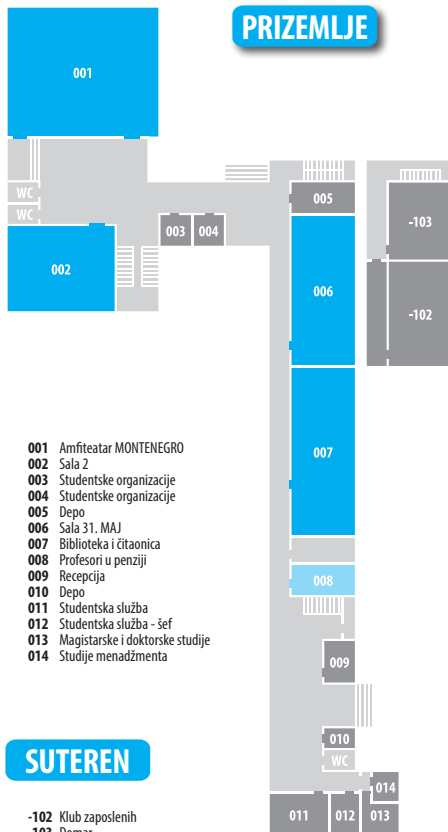 PRIZEMLJE
001
WC
WC
002
003
004
005
006
-103
-102
007
008
009
010
WC
014
011
012
013
001 Amfiteatar MONTENEGRO
002 Sala 2
003 Studentske organizacije
004 Studentske organizacije
005 Depo
006 Sala 31. MAJ
007 Biblioteka i čitaonica
008 Profesori u penziji
009 Recepcija
010 Depo
011 Studentska služba
012 Studentska služba - šef
013 Magistarske i doktorske studije
014 Studije menadžmenta
SUTEREN
-102 Klub zaposlenih
-103 Domar